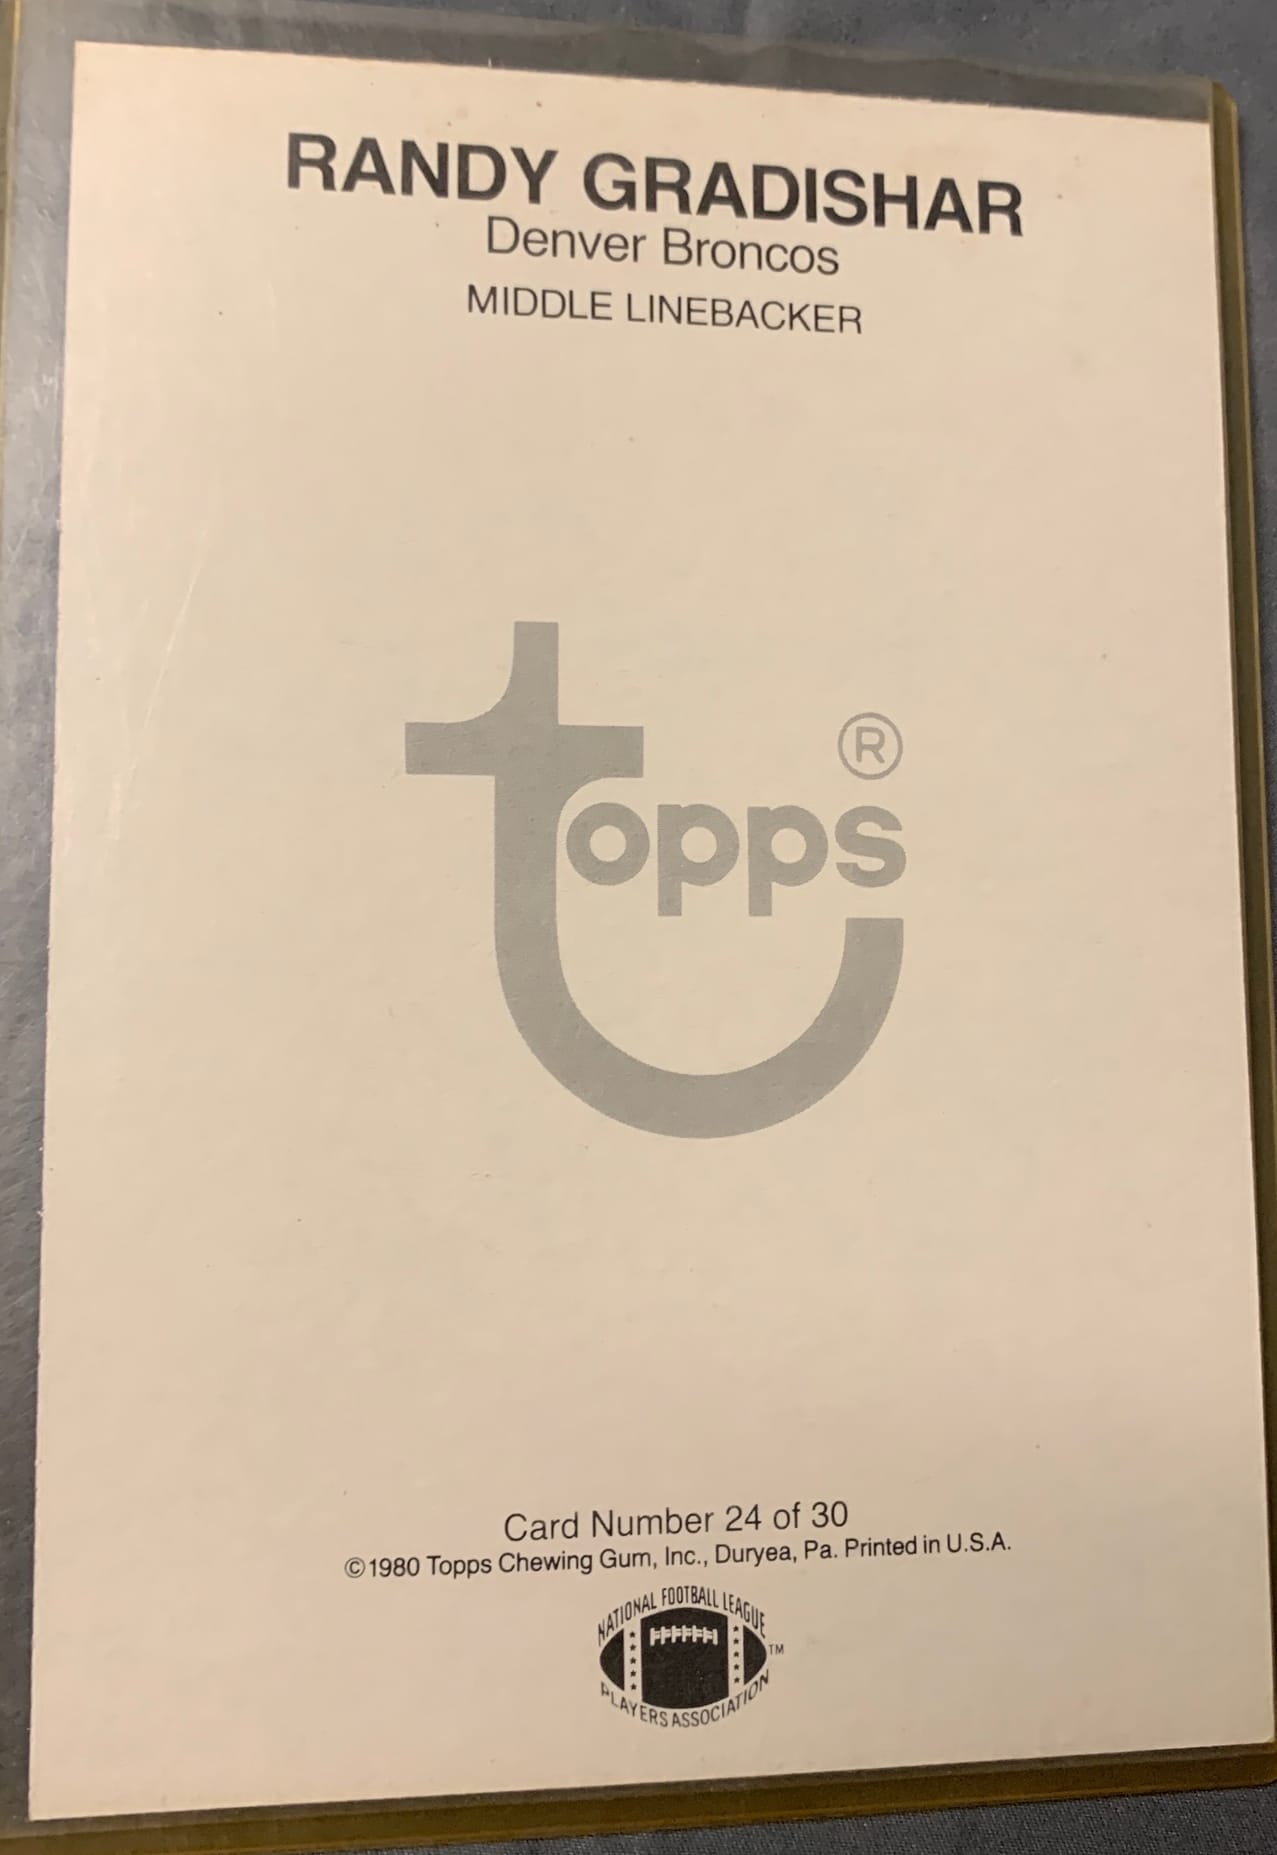 RANDY GRADISHAR
Denver Broncos
MIDDLE LINEBACKER
topps®
Card Number 24 of 30
©1980 Topps Chewing Gum, Inc., Duryea, Pa. Printed in U.S.A.
NATIONAL FOOTBALL LEAGUE
PLAYERS ASSOCIATION
TM